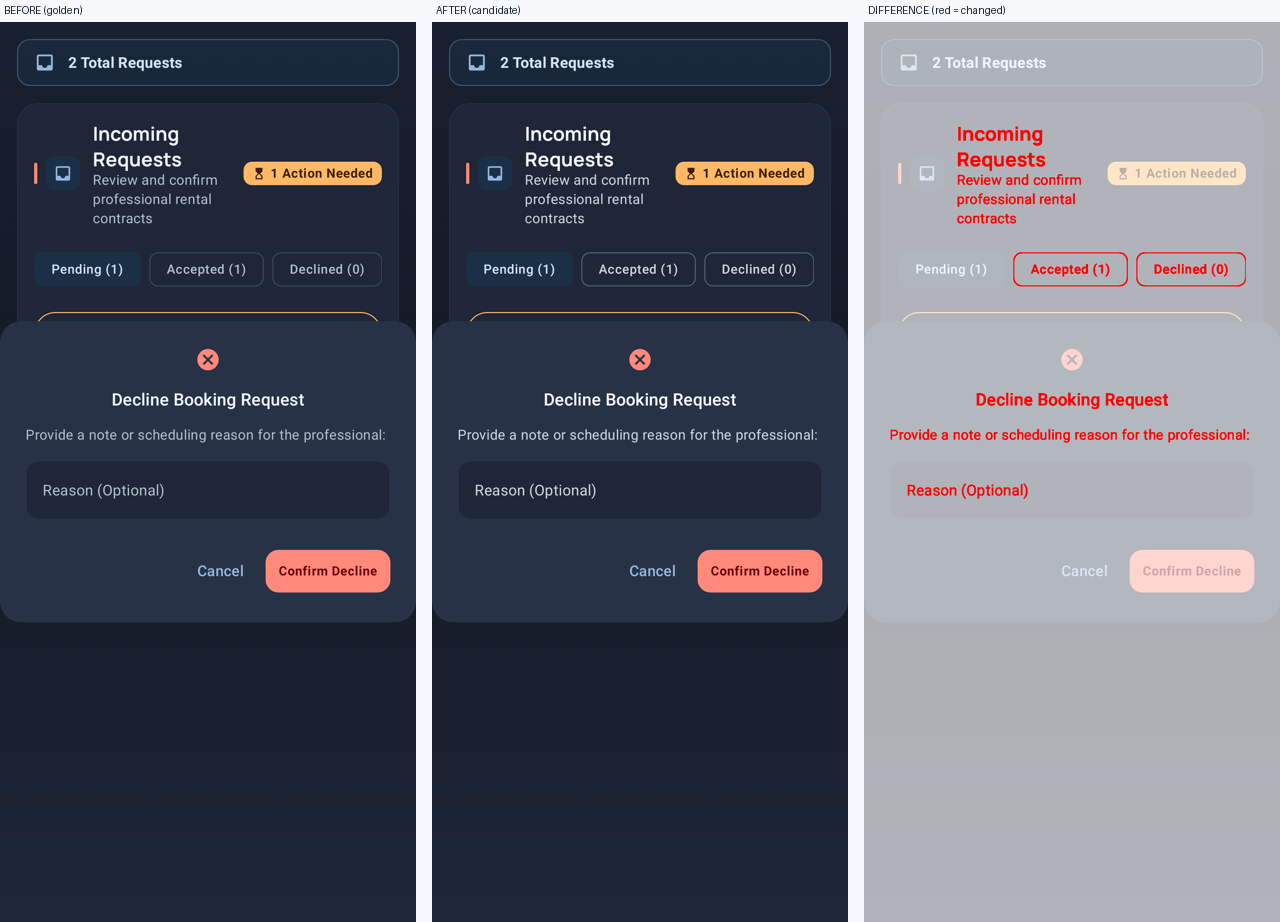 BEFORE (golden)
2 Total Requests
Incoming
Requests
Review and confirm
professional rental
contracts
1 Action Needed
Pending (1)
Accepted (1)
Declined (0)
Decline Booking Request
Provide a note or scheduling reason for the professional:
Reason (Optional)
Cancel
Confirm Decline
AFTER (candidate)
2 Total Requests
Incoming
Requests
Review and confirm
professional rental
contracts
1 Action Needed
Pending (1)
Accepted (1)
Declined (0)
Decline Booking Request
Provide a note or scheduling reason for the professional:
Reason (Optional)
Cancel
Confirm Decline
DIFFERENCE (red = changed)
2 Total Requests
Incoming
Requests
Review and confirm
professional rental
contracts
1 Action Needed
Pending (1)
Accepted (1)
Declined (0)
Decline Booking Request
Provide a note or scheduling reason for the professional:
Reason (Optional)
Cancel
Confirm Decline